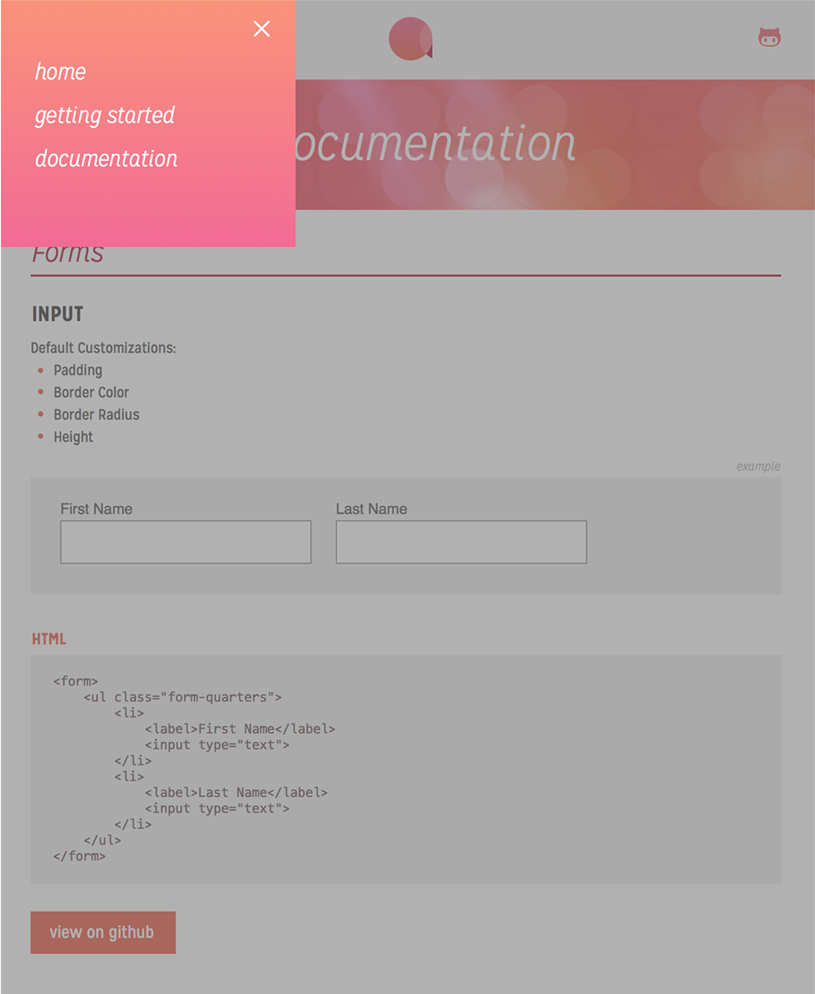 home
getting started
documentation
ocumentation
Forms
INPUT
Default Customizations:
• Padding
• Border Color
• Border Radius
• Height
example
First Name
Last Name
HTML
<form>
    <ul class="form-quarters">
        <li>
            <label>First Name</label>
            <input type="text">
        </li>
        <li>
            <label>Last Name</label>
            <input type="text">
        </li>
    </ul>
</form>
view on github